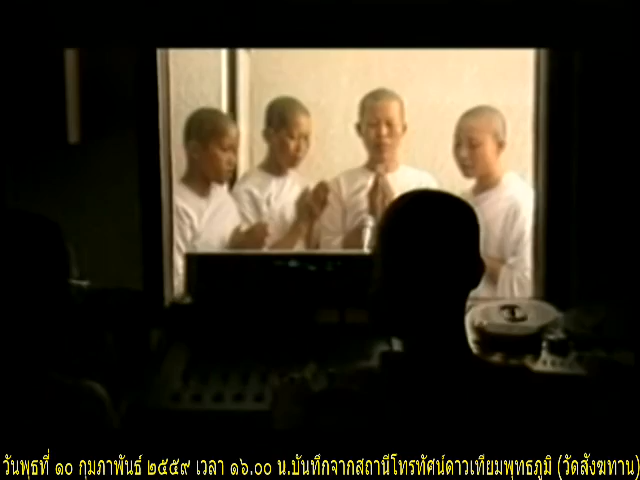 วันพุธที่ ๑๐ กุมภาพันธ์ ๒๕๕๙ เวลา ๑๖.๐๐ น.บันทึกจากสถานีโทรทัศน์ดาวเทียมพุทธภูมิ (วัดสังฆทาน)